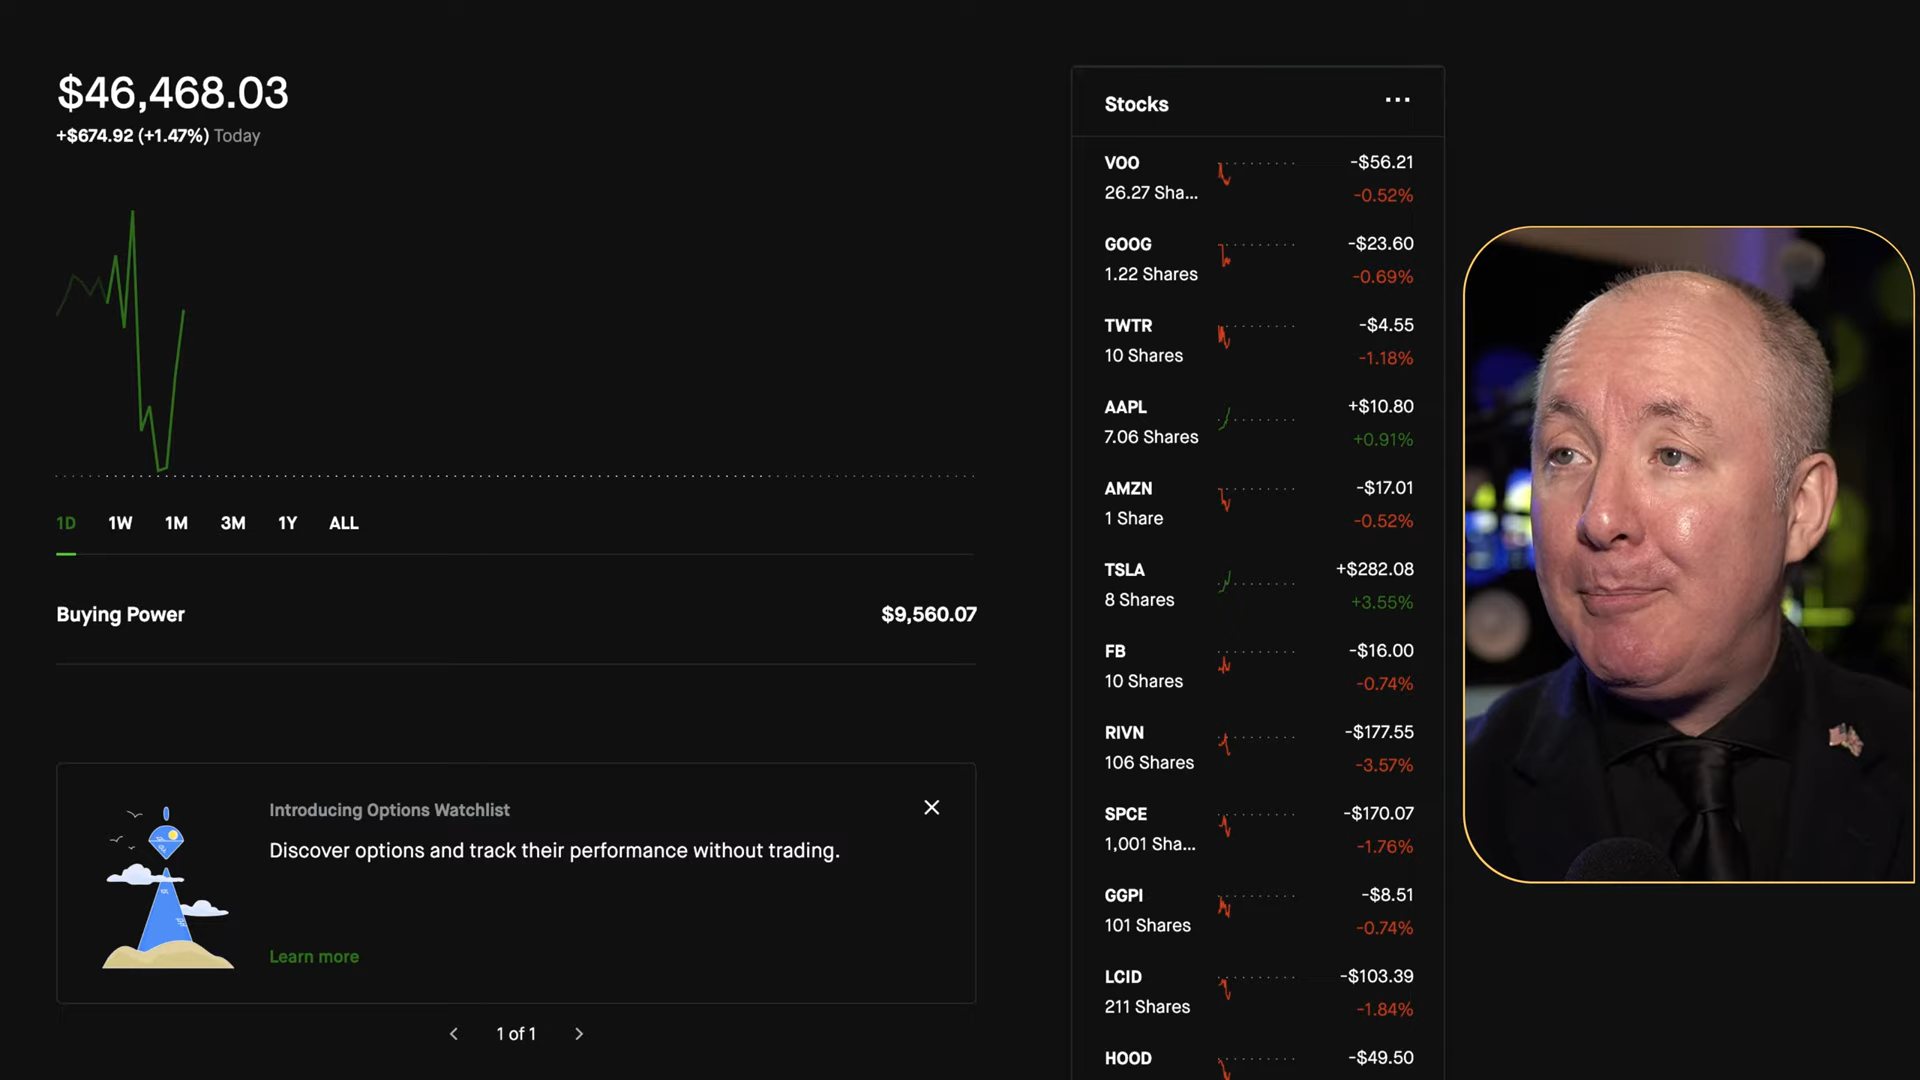 $46,468.03
+$674.92 (+1.47%) Today
1D 1W 1M 3M 1Y ALL
Buying Power $9,560.07
Introducing Options Watchlist
Discover options and track their performance without trading.
Learn more
1 of 1
Stocks
VOO -$56.21
26.27 Sha... -0.52%
GOOG -$23.60
1.22 Shares -0.69%
TWTR -$4.55
10 Shares -1.18%
AAPL +$10.80
7.06 Shares +0.91%
AMZN -$17.01
1 Share -0.52%
TSLA +$282.08
8 Shares +3.55%
FB -$16.00
10 Shares -0.74%
RIVN -$177.55
106 Shares -3.57%
SPCE -$170.07
1,001 Sha... -1.76%
GGPI -$8.51
101 Shares -0.74%
LCID -$103.39
211 Shares -1.84%
HOOD -$49.50